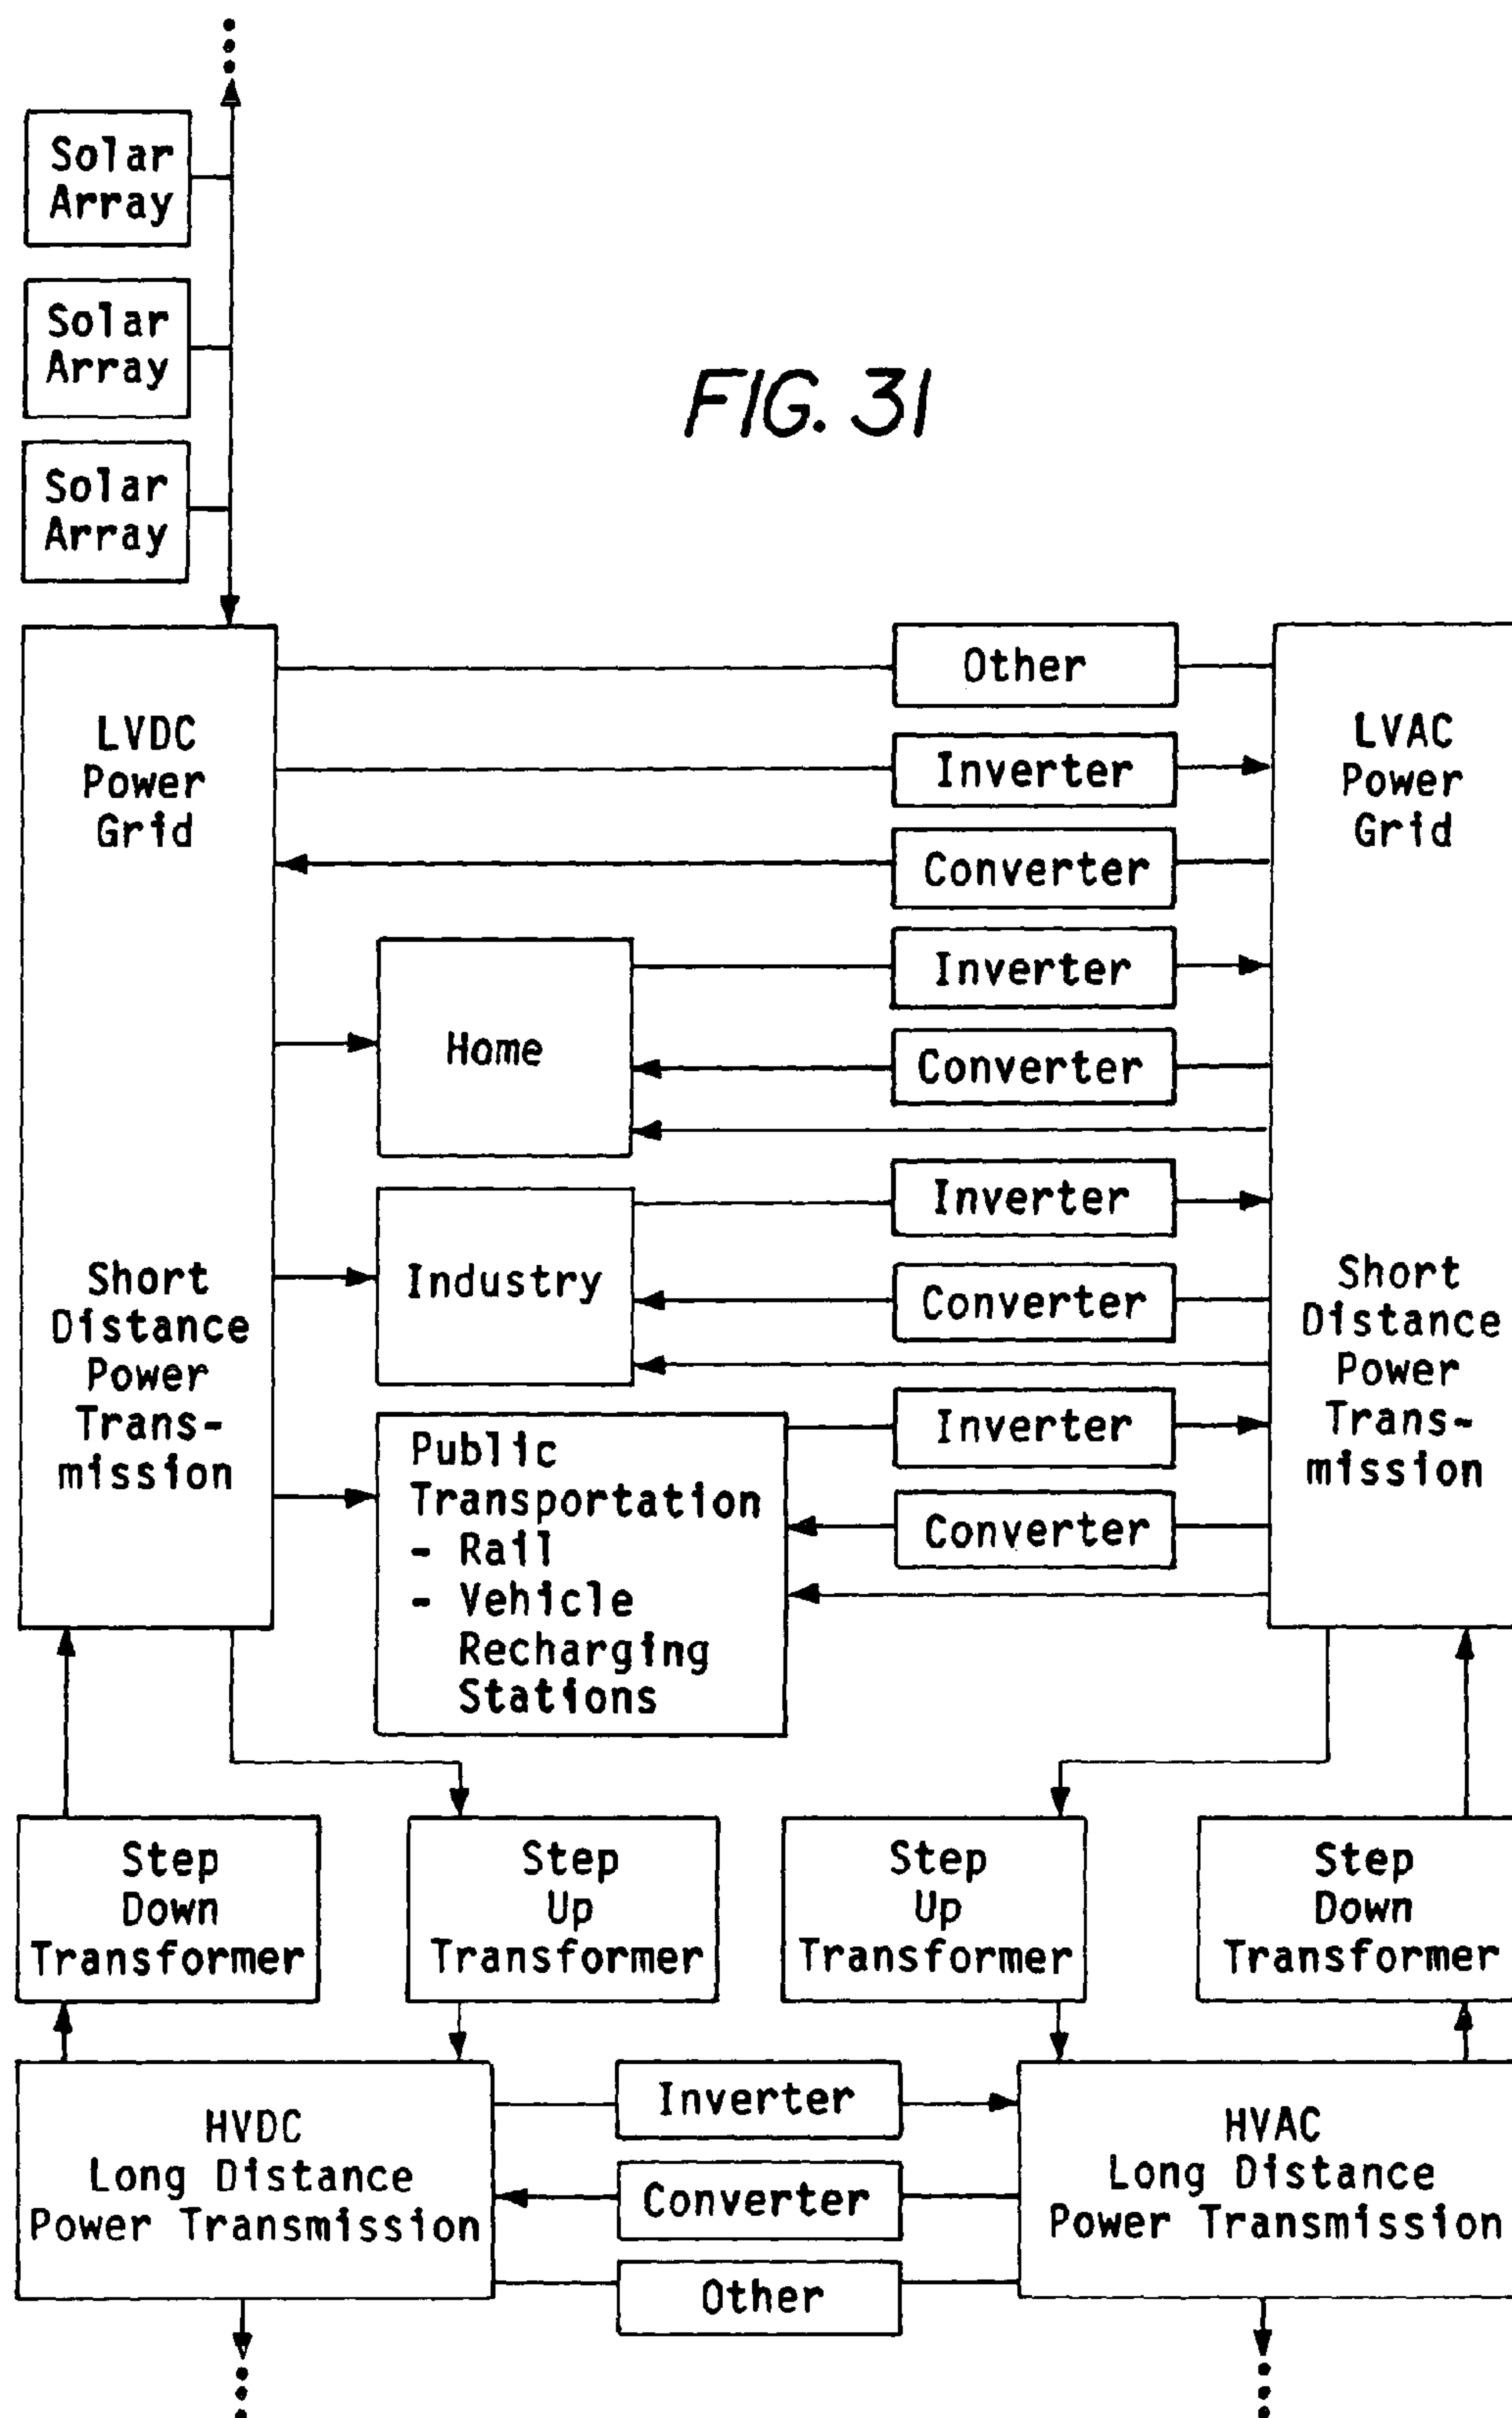 Solar
Array
Solar
Array
FIG. 31
Solar
Array
LVDC
Power
Grid
Short
Distance
Power
Trans-
mission
Other
Inverter
Converter
Inverter
Converter
Inverter
Converter
Inverter
Converter
Home
Industry
Public
Transportation
- Rail
- Vehicle
Recharging
Stations
LVAC
Power
Grid
Short
Distance
Power
Trans-
mission
Step
Down
Transformer
Step
Up
Transformer
Step
Up
Transformer
Step
Down
Transformer
HVDC
Long Distance
Power Transmission
Inverter
Converter
Other
HVAC
Long Distance
Power Transmission